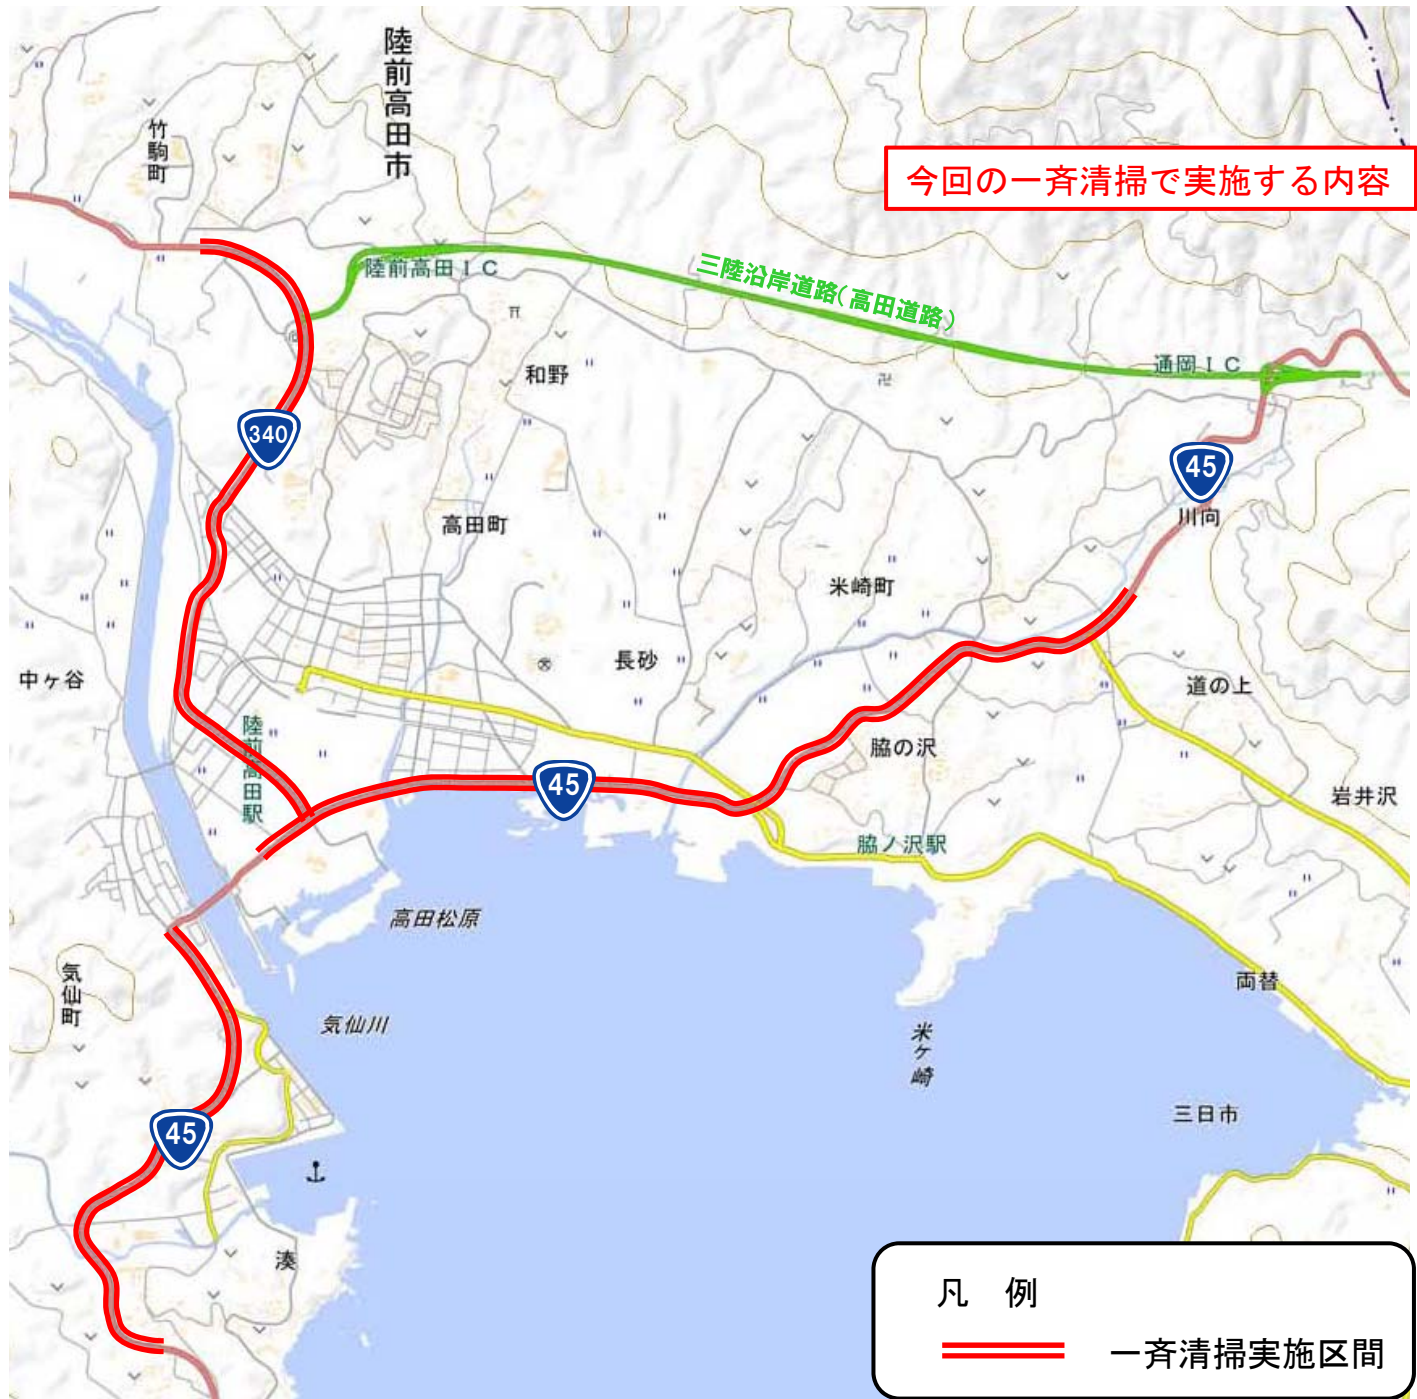 陸前高田市
竹駒町
今回の一斉清掃で実施する内容
陸前高田IC
三陸沿岸道路(高田道路)
通岡IC
和野
340
45
川向
高田町
米崎町
長砂
中ヶ谷
道の上
陸前高田駅
脇の沢
45
岩井沢
脇ノ沢駅
高田松原
気仙町
両替
気仙川
米ヶ崎
三日市
45
湊
凡 例
一斉清掃実施区間